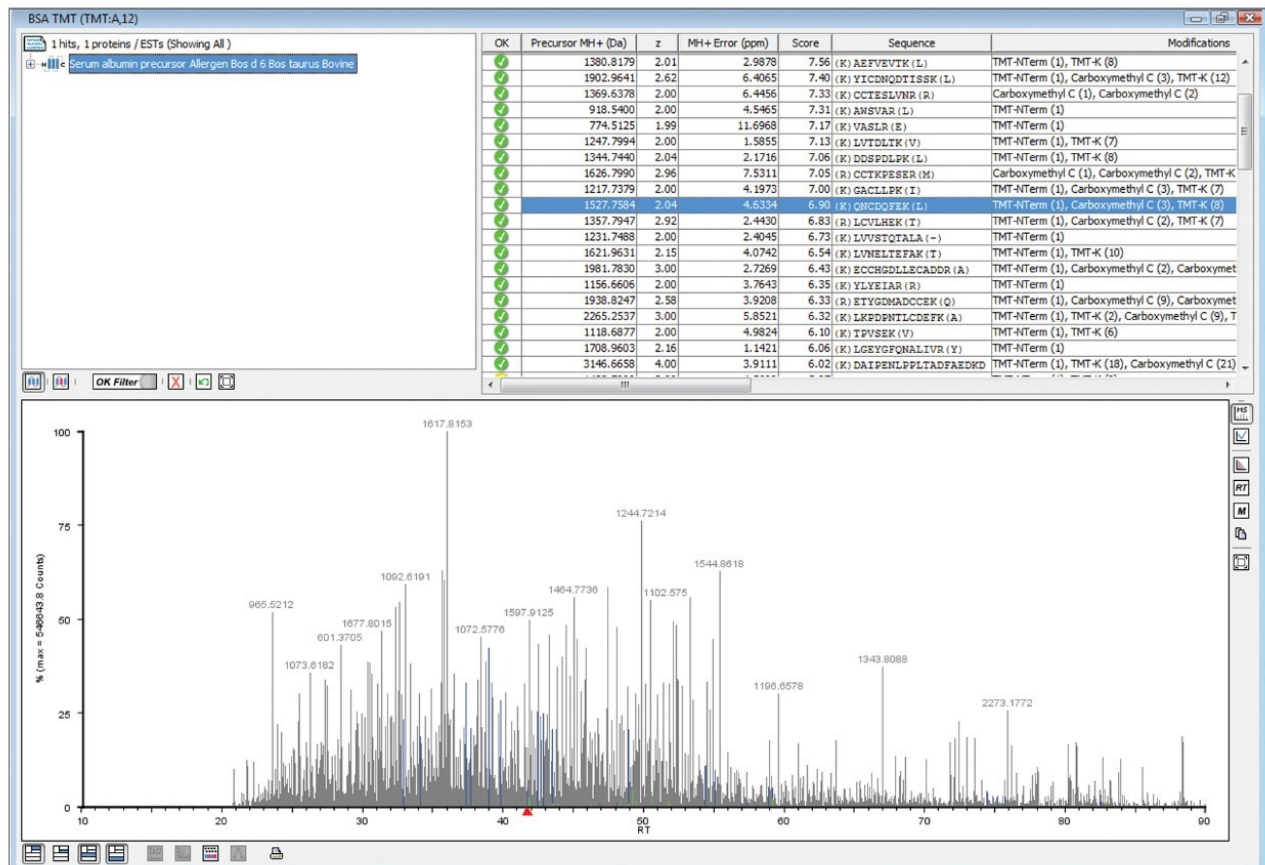 BSA TMT (TMT:A,12)
1 hits, 1 proteins / ESTs (Showing All )
Serum albumin precursor Allergen Bos d 6 Bos taurus Bovine
OK Filter
OK Precursor MH+ (Da) z MH+ Error (ppm) Score Sequence Modifications
1380.8179 2.01 2.9878 7.56 (K)AEFVEVTK(L) TMT-NTerm (1), TMT-K (8)
1902.9641 2.62 6.4065 7.40 (K)YICDNQDTISSK(L) TMT-NTerm (1), Carboxymethyl C (3), TMT-K (12)
1369.6378 2.00 6.4456 7.33 (K)CCTESLVNR(R) Carboxymethyl C (1), Carboxymethyl C (2)
918.5400 2.00 4.5465 7.31 (K)AWSVAR(L) TMT-NTerm (1)
774.5125 1.99 11.6968 7.17 (K)VASLR(E) TMT-NTerm (1)
1247.7994 2.00 1.5855 7.13 (K)LVTDLTK(V) TMT-NTerm (1), TMT-K (7)
1344.7440 2.04 2.1716 7.06 (K)DDSPDLPK(L) TMT-NTerm (1), TMT-K (8)
1626.7990 2.96 7.5311 7.05 (R)CCTKPESER(M) Carboxymethyl C (1), Carboxymethyl C (2), TMT-K
1217.7379 2.00 4.1973 7.00 (K)GACLLPK(I) TMT-NTerm (1), Carboxymethyl C (3), TMT-K (7)
1527.7584 2.04 4.6334 6.90 (K)QNCDQFEK(L) TMT-NTerm (1), Carboxymethyl C (3), TMT-K (8)
1357.7947 2.92 2.4430 6.83 (R)LCVLHEK(T) TMT-NTerm (1), Carboxymethyl C (2), TMT-K (7)
1231.7488 2.00 2.4045 6.73 (K)LVVSTQTALA(-) TMT-NTerm (1)
1621.9631 2.15 4.0742 6.54 (K)LVNELTEFAK(T) TMT-NTerm (1), TMT-K (10)
1981.7830 3.00 2.7269 6.43 (K)ECCHGDLLECADDR(A) TMT-NTerm (1), Carboxymethyl C (2), Carboxymet
1156.6606 2.00 3.7643 6.35 (K)YLYEIAR(R) TMT-NTerm (1)
1938.8247 2.58 3.9208 6.33 (R)ETYGDMADCCEK(Q) TMT-NTerm (1), Carboxymethyl C (9), Carboxymet
2265.2537 3.00 5.8521 6.32 (K)LKPDPNTLCDEFK(A) TMT-NTerm (1), TMT-K (2), Carboxymethyl C (9), T
1118.6877 2.00 4.9824 6.10 (K)TPVSEK(V) TMT-NTerm (1), TMT-K (6)
1708.9603 2.16 1.1421 6.06 (K)LGEYGFQNALIVR(Y) TMT-NTerm (1)
3146.6658 4.00 3.9111 6.02 (K)DAIPENLPPLTADFAEDKD TMT-NTerm (1), TMT-K (18), Carboxymethyl C (21)
MS
RT
M
% (max = 546643.8 Counts)
100
75
50
25
0
1617.8153
1244.7214
1544.8618
1092.6191
1464.7736
1102.575
965.5212
1597.9125
1677.8015
1072.5776
601.3705
1343.8088
1073.6182
1196.6578
2273.1772
10 20 30 40 50 60 70 80 90
RT